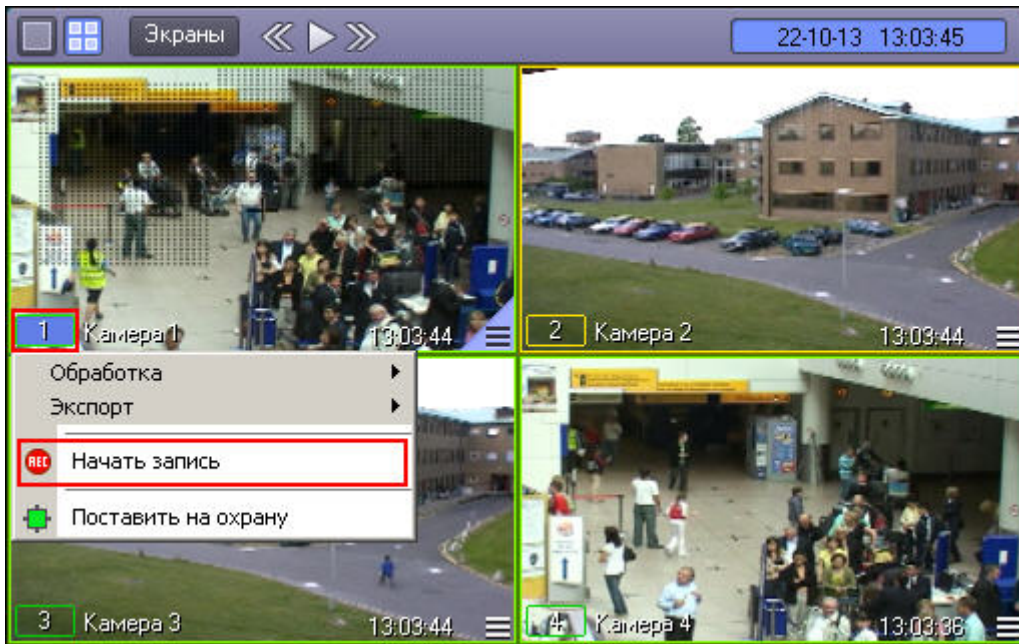 Экраны
22-10-13 13:03:45
1 Камера 1 13:03:44
2 Камера 2 13:03:44
Обработка
Экспорт
REC Начать запись
Поставить на охрану
3 Камера 3 13:03:44
4 Камера 4 13:03:36